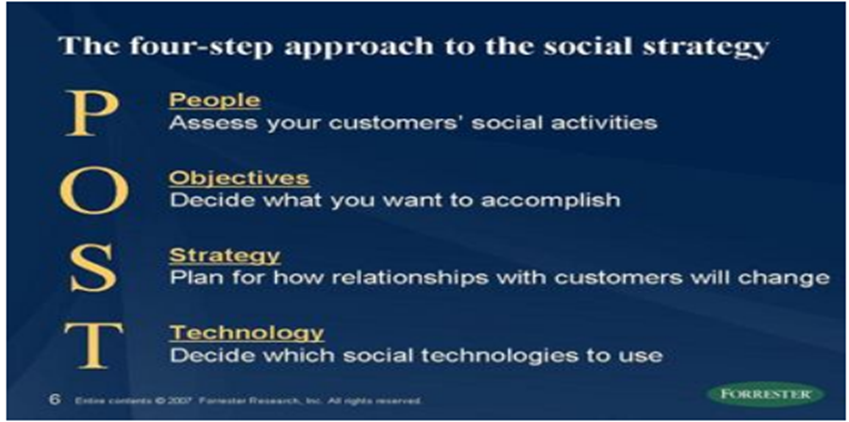 The four-step approach to the social strategy
P
People
Assess your customers' social activities
O
Objectives
Decide what you want to accomplish
S
Strategy
Plan for how relationships with customers will change
T
Technology
Decide which social technologies to use
6 Entire contents © 2007 Forrester Research, Inc. All rights reserved.
FORRESTER